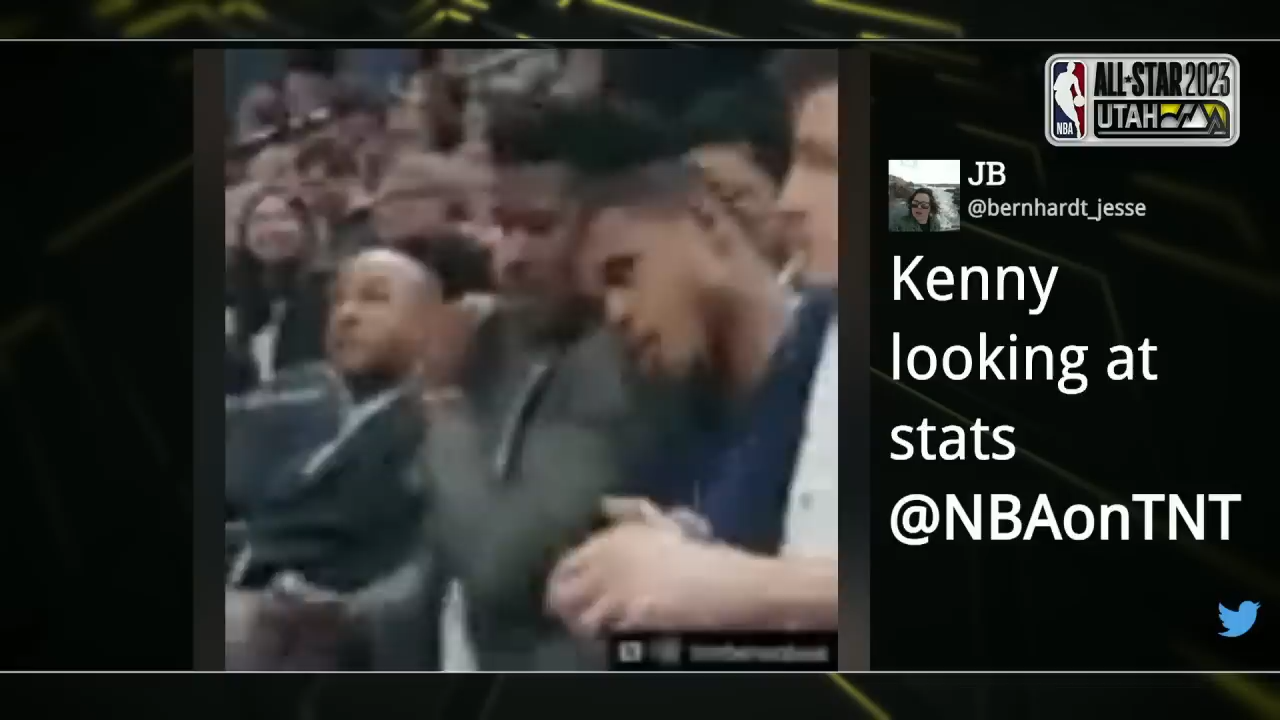 ALL★STAR 2023
NBA UTAH
JB
@bernhardt_jesse
Kenny
looking at
stats
@NBAonTNT